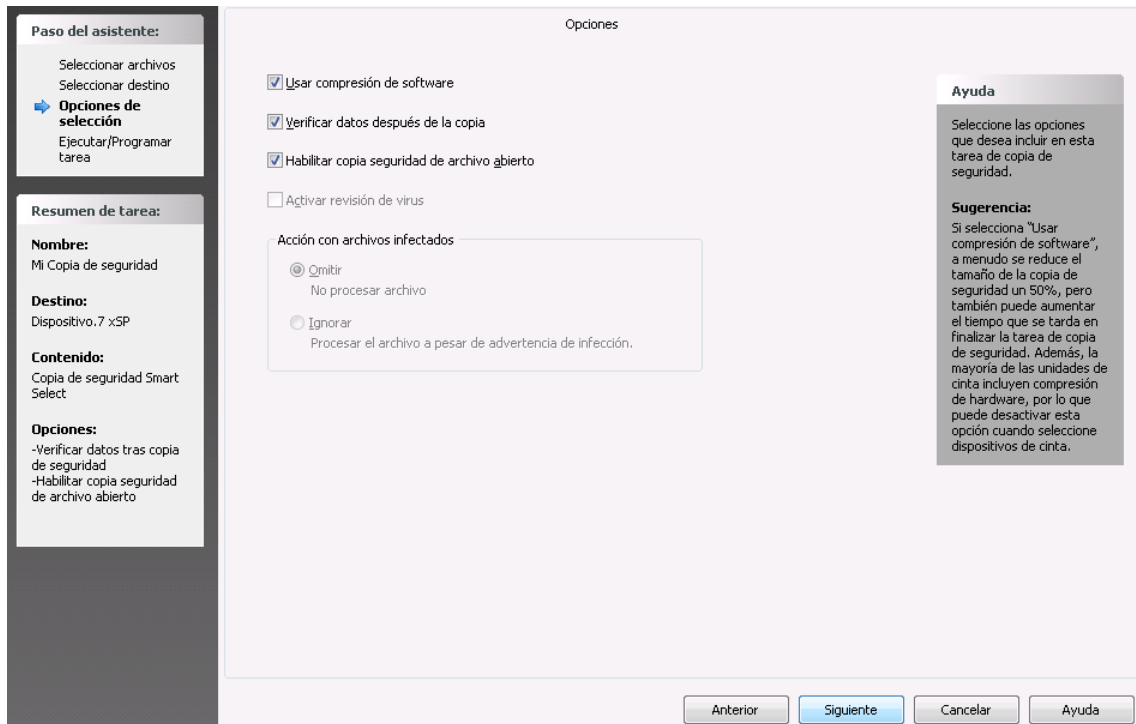 Paso del asistente:
Seleccionar archivos
Seleccionar destino
Opciones de
selección
Ejecutar/Programar
tarea
Resumen de tarea:
Nombre:
Mi Copia de seguridad
Destino:
Dispositivo.7 xSP
Contenido:
Copia de seguridad Smart
Select
Opciones:
-Verificar datos tras copia
de seguridad
-Habilitar copia seguridad
de archivo abierto
Opciones
Usar compresión de software
Verificar datos después de la copia
Habilitar copia seguridad de archivo abierto
Activar revisión de virus
Acción con archivos infectados
Omitir
No procesar archivo
Ignorar
Procesar el archivo a pesar de advertencia de infección.
Ayuda
Seleccione las opciones
que desea incluir en esta
tarea de copia de
seguridad.
Sugerencia:
Si selecciona "Usar
compresión de software",
a menudo se reduce el
tamaño de la copia de
seguridad un 50%, pero
también puede aumentar
el tiempo que se tarda en
finalizar la tarea de copia
de seguridad. Además, la
mayoría de las unidades de
cinta incluyen compresión
de hardware, por lo que
puede desactivar esta
opción cuando seleccione
dispositivos de cinta.
Anterior
Siguiente
Cancelar
Ayuda